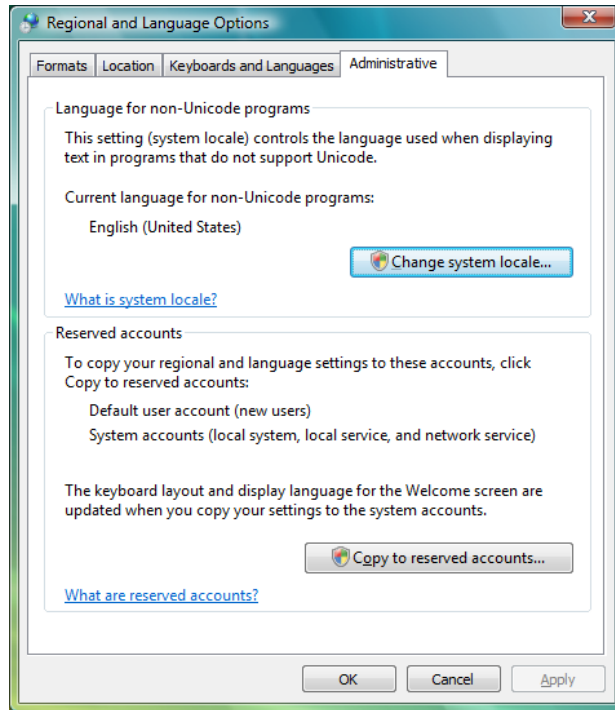 Regional and Language Options
Formats Location Keyboards and Languages Administrative
Language for non-Unicode programs
This setting (system locale) controls the language used when displaying
text in programs that do not support Unicode.
Current language for non-Unicode programs:
English (United States)
Change system locale...
What is system locale?
Reserved accounts
To copy your regional and language settings to these accounts, click
Copy to reserved accounts:
Default user account (new users)
System accounts (local system, local service, and network service)
The keyboard layout and display language for the Welcome screen are
updated when you copy your settings to the system accounts.
Copy to reserved accounts...
What are reserved accounts?
OK Cancel Apply